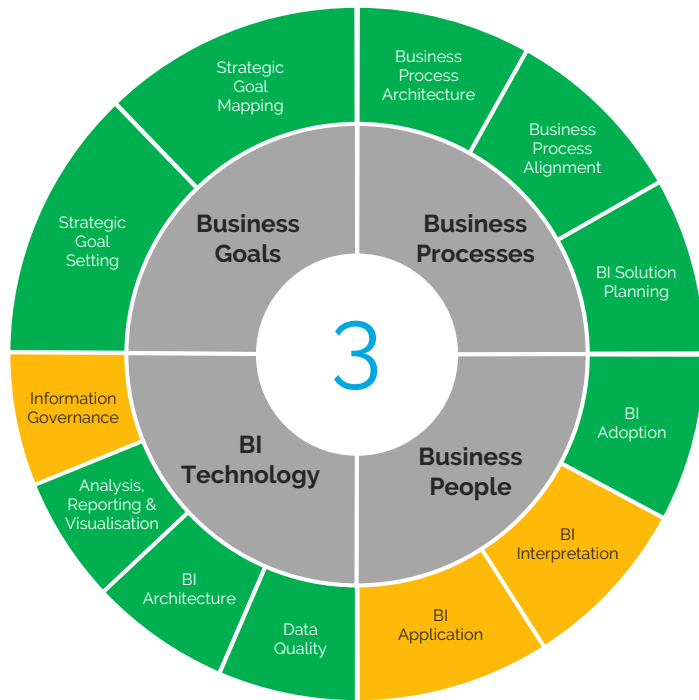 Strategic
Goal
Mapping
Business
Process
Architecture
Business
Process
Alignment
Strategic
Goal
Setting
Business
Goals
Business
Processes
BI Solution
Planning
3
Information
Governance
BI
Technology
Business
People
BI
Adoption
Analysis,
Reporting &
Visualisation
BI
Interpretation
BI
Architecture
BI
Application
Data
Quality